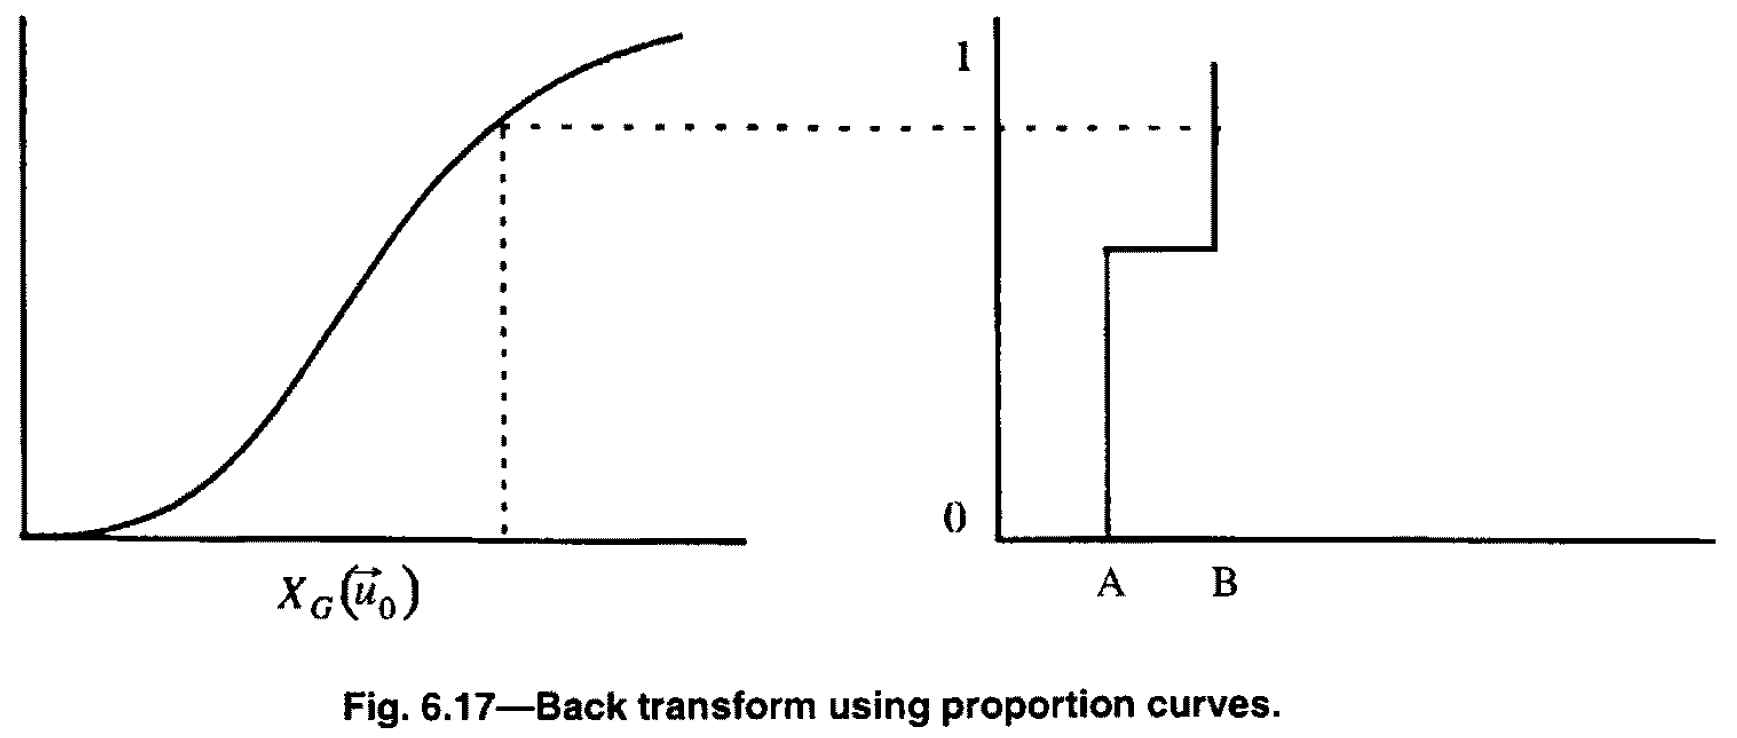 1
0
A B
X_G(u⃗_0)
Fig. 6.17—Back transform using proportion curves.